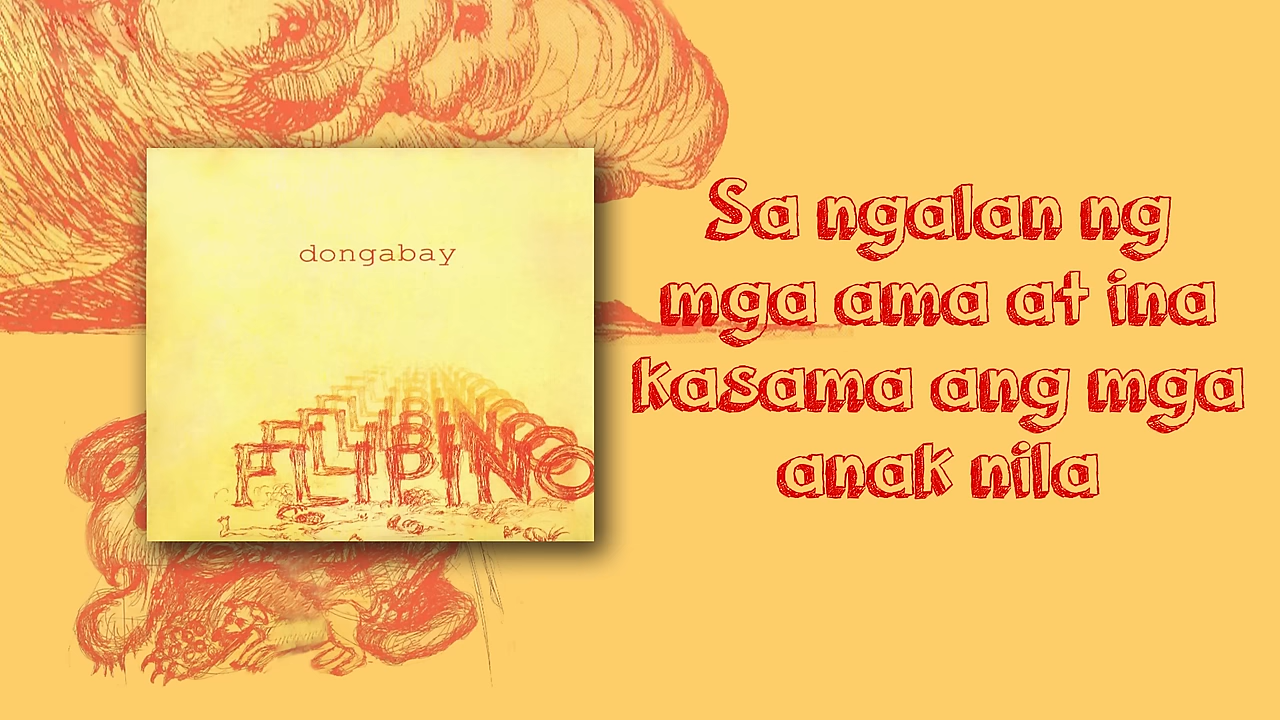 dongabay
FILIPINO
Sa ngalan ng
mga ama at ina
kasama ang mga
anak nila